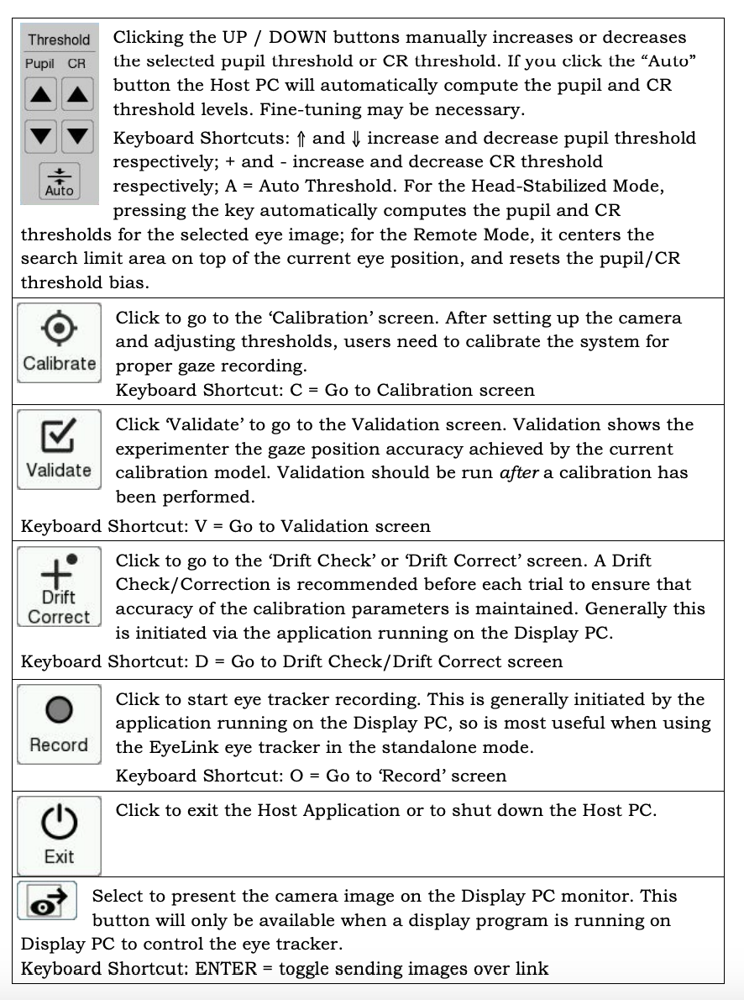 Threshold
Pupil CR
Auto
Clicking the UP / DOWN buttons manually increases or decreases
the selected pupil threshold or CR threshold. If you click the “Auto”
button the Host PC will automatically compute the pupil and CR
threshold levels. Fine-tuning may be necessary.
Keyboard Shortcuts: ⇑ and ⇓ increase and decrease pupil threshold
respectively; + and - increase and decrease CR threshold
respectively; A = Auto Threshold. For the Head-Stabilized Mode,
pressing the key automatically computes the pupil and CR
thresholds for the selected eye image; for the Remote Mode, it centers the
search limit area on top of the current eye position, and resets the pupil/CR
threshold bias.
Calibrate
Click to go to the ‘Calibration’ screen. After setting up the camera
and adjusting thresholds, users need to calibrate the system for
proper gaze recording.
Keyboard Shortcut: C = Go to Calibration screen
Validate
Click ‘Validate’ to go to the Validation screen. Validation shows the
experimenter the gaze position accuracy achieved by the current
calibration model. Validation should be run after a calibration has
been performed.
Keyboard Shortcut: V = Go to Validation screen
Drift
Correct
Click to go to the ‘Drift Check’ or ‘Drift Correct’ screen. A Drift
Check/Correction is recommended before each trial to ensure that
accuracy of the calibration parameters is maintained. Generally this
is initiated via the application running on the Display PC.
Keyboard Shortcut: D = Go to Drift Check/Drift Correct screen
Record
Click to start eye tracker recording. This is generally initiated by the
application running on the Display PC, so is most useful when using
the EyeLink eye tracker in the standalone mode.
Keyboard Shortcut: O = Go to ‘Record’ screen
Exit
Click to exit the Host Application or to shut down the Host PC.
Select to present the camera image on the Display PC monitor. This
button will only be available when a display program is running on
Display PC to control the eye tracker.
Keyboard Shortcut: ENTER = toggle sending images over link